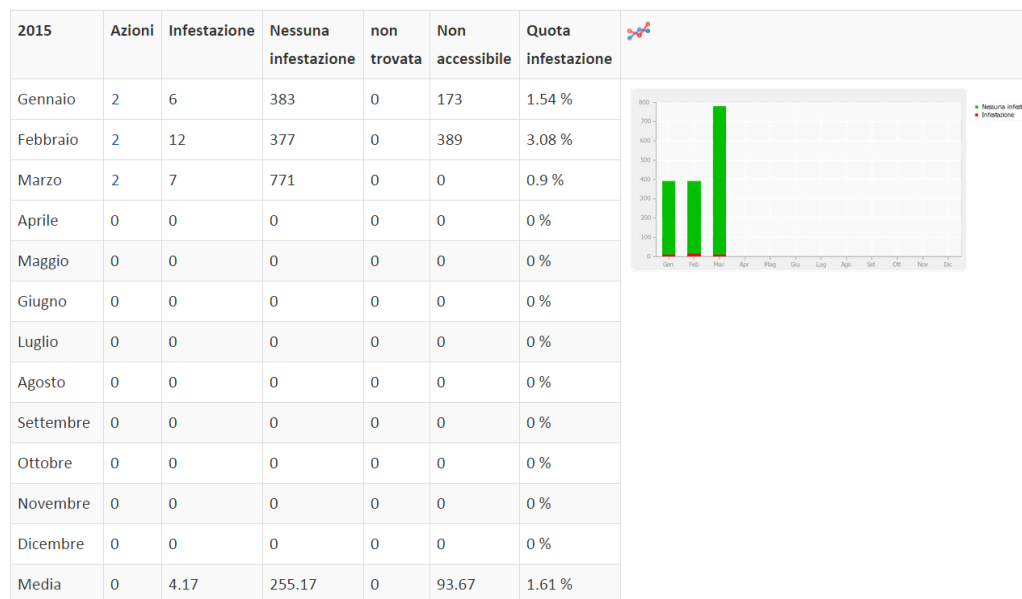 2015 Azioni Infestazione Nessuna infestazione non trovata Non accessibile Quota infestazione
Gennaio 2 6 383 0 173 1.54 %
Febbraio 2 12 377 0 389 3.08 %
Marzo 2 7 771 0 0 0.9 %
Aprile 0 0 0 0 0 0 %
Maggio 0 0 0 0 0 0 %
Giugno 0 0 0 0 0 0 %
Luglio 0 0 0 0 0 0 %
Agosto 0 0 0 0 0 0 %
Settembre 0 0 0 0 0 0 %
Ottobre 0 0 0 0 0 0 %
Novembre 0 0 0 0 0 0 %
Dicembre 0 0 0 0 0 0 %
Media 0 4.17 255.17 0 93.67 1.61 %
800
700
600
500
400
300
200
100
0
Gen Feb Mar Apr Mag Giu Lug Ago Set Ott Nov Dic
Nessuna infest
Infestazione